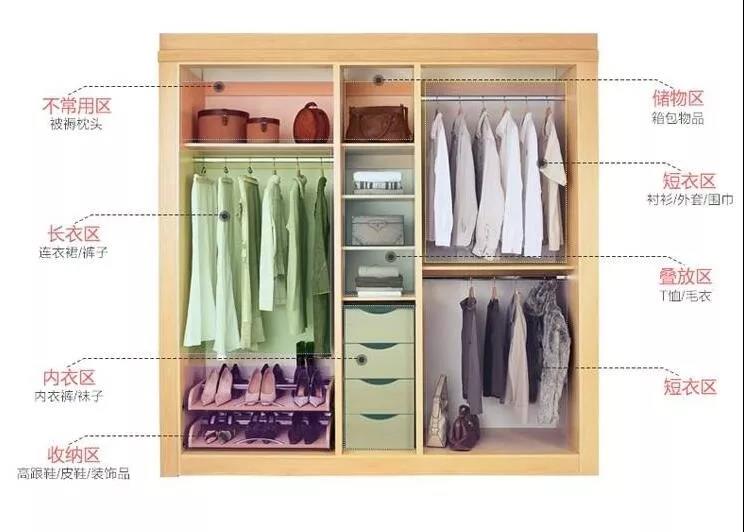 不常用区
被褥枕头
长衣区
连衣裙/裤子
内衣区
内衣裤/袜子
收纳区
高跟鞋/皮鞋/装饰品
储物区
箱包物品
短衣区
衬衫/外套/围巾
叠放区
T恤/毛衣
短衣区